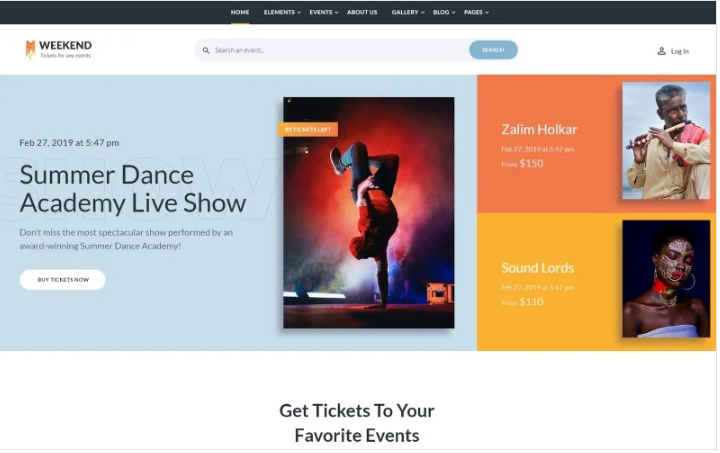 HOME ELEMENTS EVENTS ABOUT US GALLERY BLOG PAGES
WEEKEND
Tickets for any events
Search an event...
SEARCH
Log In
SHOW
Feb 27, 2019 at 5:47 pm
Summer Dance
Academy Live Show
Don't miss the most spectacular show performed by an
award-winning Summer Dance Academy!
BUY TICKETS NOW
TICKETS LEFT
Zalim Holkar
Feb 27, 2019 at 5:47 pm
From $150
Sound Lords
Feb 27, 2019 at 5:47 pm
From $110
Get Tickets To Your
Favorite Events